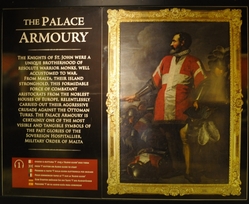 THE PALACE
ARMOURY
THE KNIGHTS OF ST. JOHN WERE A
UNIQUE BROTHERHOOD OF
RESOLUTE WARRIOR MONKS, WELL
ACCUSTOMED TO WAR.
FROM MALTA, THEIR ISLAND
STRONGHOLD, THIS FORMIDABLE
FORCE OF COMBATANT
ARISTOCRATS FROM THE NOBLEST
HOUSES OF EUROPE, RELENTLESSLY
CARRIED OUT THEIR AGGRESSIVE
CRUSADE AGAINST THE OTTOMAN
TURKS. THE PALACE ARMOURY IS
CERTAINLY ONE OF THE MOST
VISIBLE AND TANGIBLE SYMBOLS OF
THE PAST GLORIES OF THE
SOVEREIGN HOSPITALLIER,
MILITARY ORDER OF MALTA.
1